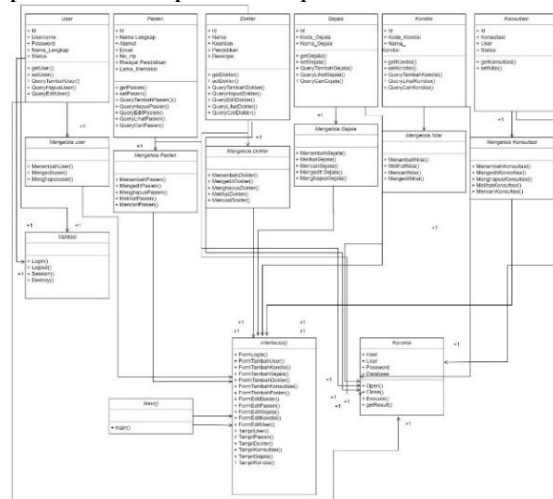 User
+ Id
+ Username
+ Password
+ Nama_Lengkap
+ Status
+ getUser()
+ setUser()
+ QueryTambahUser()
+ QueryHapusUser()
+ QueryEditUser()
Pasien
+ Id
+ Nama Lengkap
+ Alamat
+ Email
+ No_Hp
+ Riwayat Pendidikan
+ getPasien()
+ setPasien()
+ QueryTambahPasien()
+ QueryHapusPasien()
+ QueryEditPasien()
+ QueryLihatPasien()
+ QueryCariPasien()
Dokter
+ Id
+ Nama
+ Keahlian
+ Pendidikan
+ Deskripsi
+ getDokter()
+ setDokter()
+ QueryTambahDokter()
+ QueryHapusDokter()
+ QueryEditDokter()
+ QueryLihatDokter()
+ QueryCariDokter()
Gejala
+ Id
+ Kode_Gejala
+ Nama_Gejala
+ getGejala()
+ setGejala()
+ QueryTambahGejala()
+ QueryEditGejala()
+ QueryLihatGejala()
+ QueryCariGejala()
Kondisi
+ Id
+ Kode_Kondisi
+ Nama_
Kondisi
+ getKondisi()
+ setKondisi()
+ QueryTambahKondisi()
+ QueryLihatKondisi()
+ QueryCariKondisi()
Konsultasi
+ Id
+ Konsultasi
+ User
+ Status
+ getKonsultasi()
Mengelola user
+ MenambahUser()
+ MengeditUser()
+ MenghapusUser()
Mengelola Pasien
+ MenambahPasien()
+ MengeditPasien()
+ MenghapusPasien()
+ MelihatPasien()
+ MencariPasien()
Mengelola Dokter
+ MenambahDokter()
+ MengeditDokter()
+ MenghapusDokter()
+ MelihatDokter()
+ MencariDokter()
Mengelola Gejala
+ MenambahGejala()
+ MelihatGejala()
+ MencariGejala()
+ MengeditGejala()
+ MenghapusGejala()
Mengelola Nilai
+ MenambahNilai()
+ MelihatNilai()
+ MencariNilai()
+ MengeditNilai()
Mengelola Konsultasi
+ MenambahKonsultasi()
+ MengeditKonsultasi()
+ MenghapusKonsultasi()
+ MelihatKonsultasi()
+ MencariKonsultasi()
Validasi
+ Login()
+ Logout()
+ Session()
+ Destroy()
Interfaces()
+ FormLogin()
+ FormTambahUser()
+ FormTambahKondisi()
+ FormTambahGejala()
+ FormTambahDokter()
+ FormTambahKonsultasi()
+ FormTambahPasien()
+ FormEditDokter()
+ FormEditPasien()
+ FormEditGejala()
+ FormEditKondisi()
+ FormEditUser()
+ TampilUser()
+ TampilPasien()
+ TampilDokter()
+ TampilKonsultasi()
+ TampilGejala()
+ TampilKondisi()
Koneksi
+ Host
+ User
+ Password
+ Database
+ Open()
+ Close()
+ Execute()
+ getResult()
Main()
+ main()